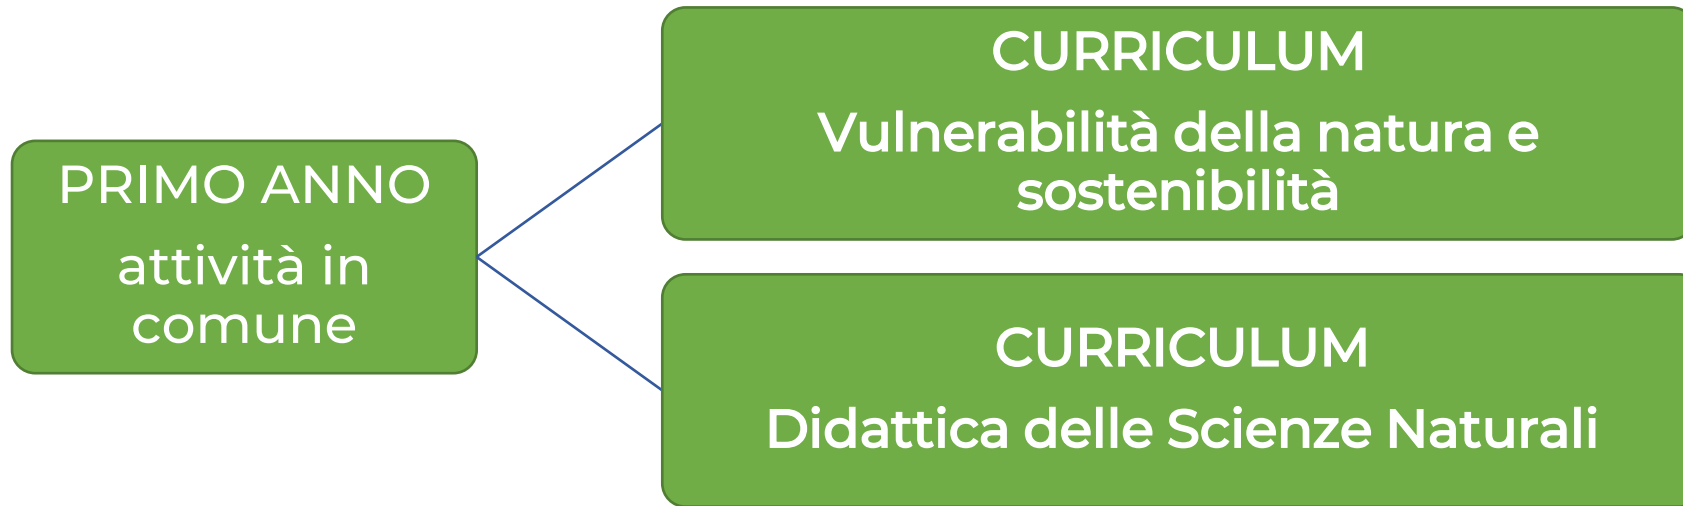 PRIMO ANNO
attività in
comune
CURRICULUM
Vulnerabilità della natura e
sostenibilità
CURRICULUM
Didattica delle Scienze Naturali